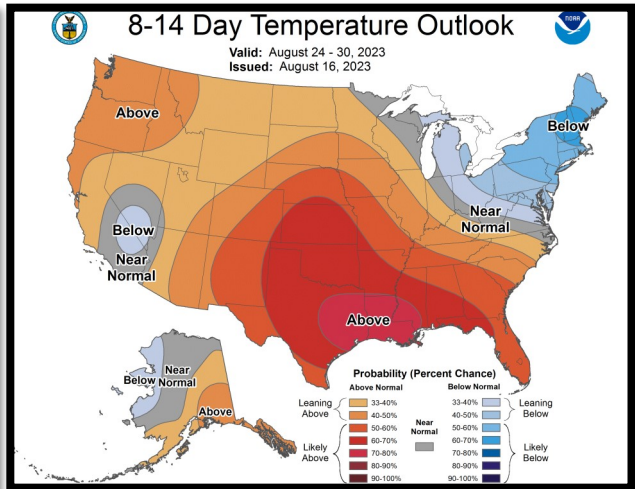 8-14 Day Temperature Outlook
Valid: August 24 - 30, 2023
Issued: August 16, 2023
NOAA
Above
Below
Near
Normal
Below
Near
Normal
Above
Below
Near
Normal
Above
Probability (Percent Chance)
Above Normal
Below Normal
Leaning
Above
33-40%
40-50%
Likely
Above
50-60%
60-70%
70-80%
80-90%
90-100%
Near
Normal
33-40%
40-50%
Leaning
Below
50-60%
60-70%
70-80%
80-90%
90-100%
Likely
Below